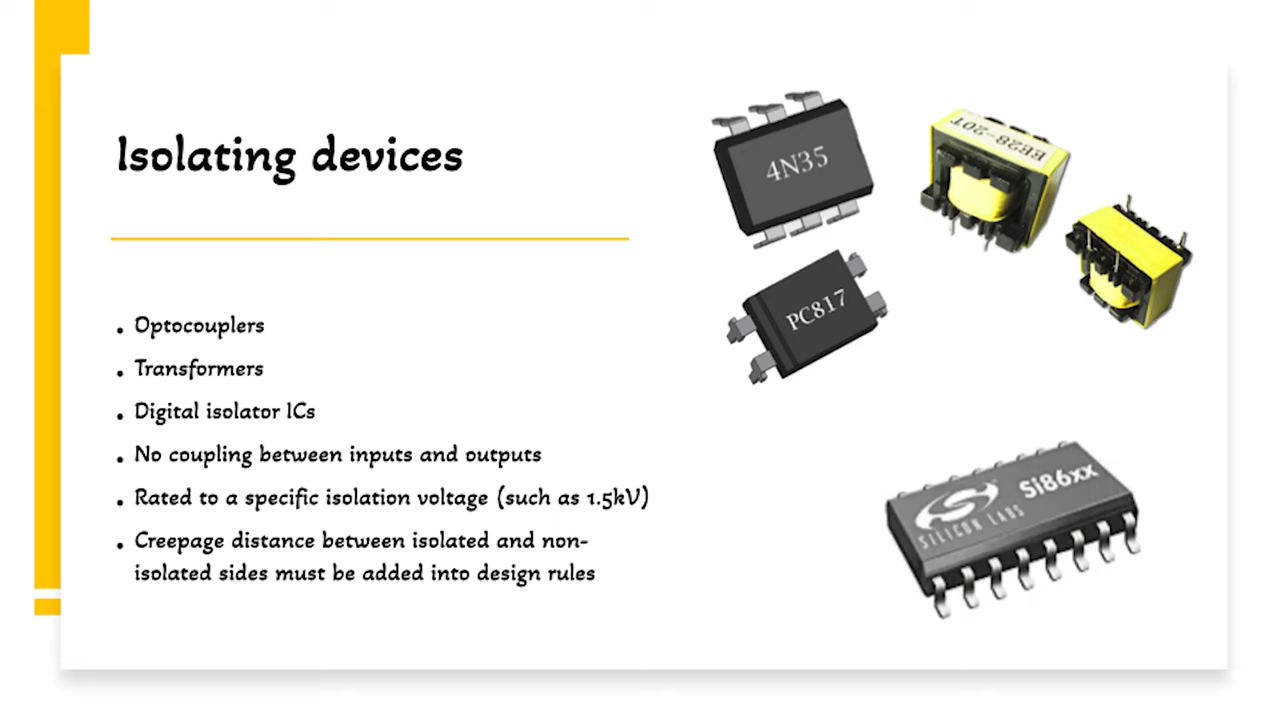 Isolating devices
• Optocouplers
• Transformers
• Digital isolator ICs
• No coupling between inputs and outputs
• Rated to a specific isolation voltage (such as 1.5kV)
• Creepage distance between isolated and non-
isolated sides must be added into design rules
4N35
EE28-20T
PC817
Si86xx
SILICON LABS